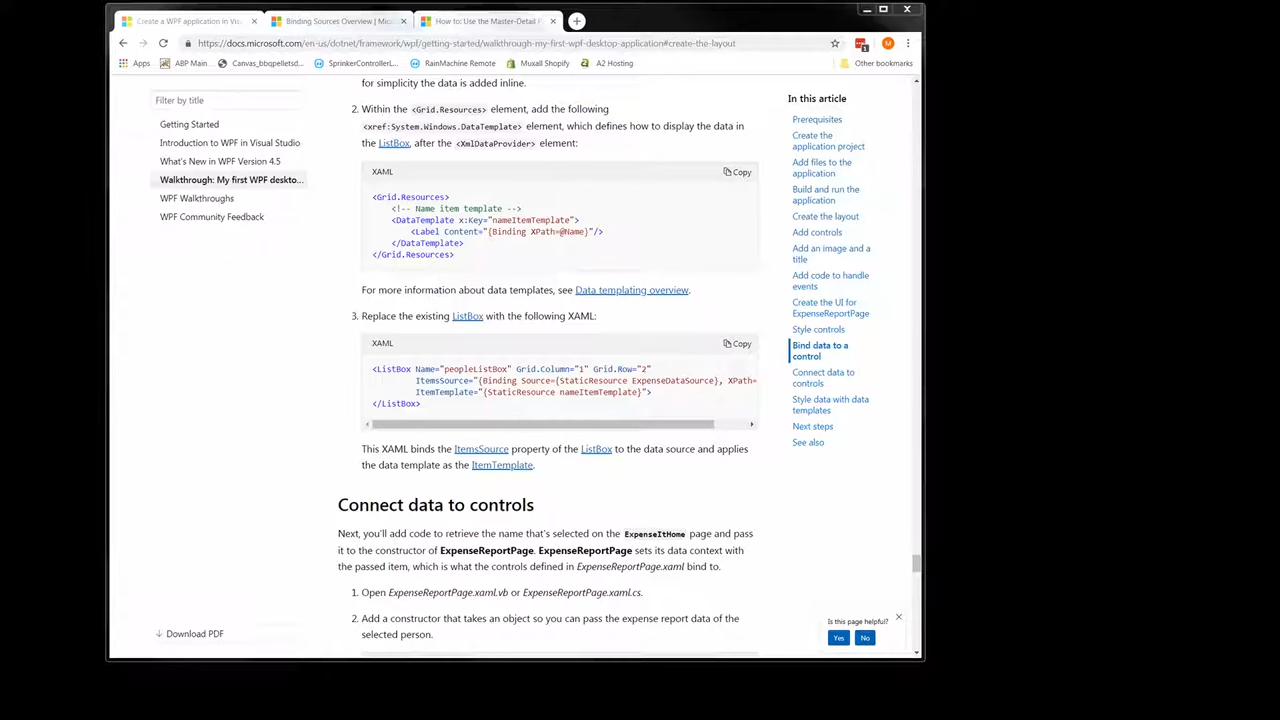 Create a WPF application in Visu
Binding Sources Overview | Micro
How to: Use the Master-Detail P
https://docs.microsoft.com/en-us/dotnet/framework/wpf/getting-started/walkthrough-my-first-wpf-desktop-application#create-the-layout
M
Apps
ABP Main...
Canvas_bbqpelletsd...
SprinkerControllerL...
RainMachine Remote
Muxall Shopify
A2 Hosting
Other bookmarks
Filter by title
Getting Started
Introduction to WPF in Visual Studio
What's New in WPF Version 4.5
Walkthrough: My first WPF deskto...
WPF Walkthroughs
WPF Community Feedback
Download PDF
for simplicity the data is added inline.
2. Within the <Grid.Resources> element, add the following
<xref:System.Windows.DataTemplate> element, which defines how to display the data in
the ListBox, after the <XmlDataProvider> element:
XAML
Copy
<Grid.Resources>
<!-- Name item template -->
<DataTemplate x:Key="nameItemTemplate">
<Label Content="{Binding XPath=@Name}"/>
</DataTemplate>
</Grid.Resources>
For more information about data templates, see Data templating overview.
3. Replace the existing ListBox with the following XAML:
XAML
Copy
<ListBox Name="peopleListBox" Grid.Column="1" Grid.Row="2"
ItemsSource="{Binding Source={StaticResource ExpenseDataSource}, XPath=
ItemTemplate="{StaticResource nameItemTemplate}">
</ListBox>
This XAML binds the ItemsSource property of the ListBox to the data source and applies
the data template as the ItemTemplate.
Connect data to controls
Next, you'll add code to retrieve the name that's selected on the ExpenseItHome page and pass
it to the constructor of ExpenseReportPage. ExpenseReportPage sets its data context with
the passed item, which is what the controls defined in ExpenseReportPage.xaml bind to.
1. Open ExpenseReportPage.xaml.vb or ExpenseReportPage.xaml.cs.
2. Add a constructor that takes an object so you can pass the expense report data of the
selected person.
In this article
Prerequisites
Create the
application project
Add files to the
application
Build and run the
application
Create the layout
Add controls
Add an image and a
title
Add code to handle
events
Create the UI for
ExpenseReportPage
Style controls
Bind data to a
control
Connect data to
controls
Style data with data
templates
Next steps
See also
Is this page helpful?
Yes
No